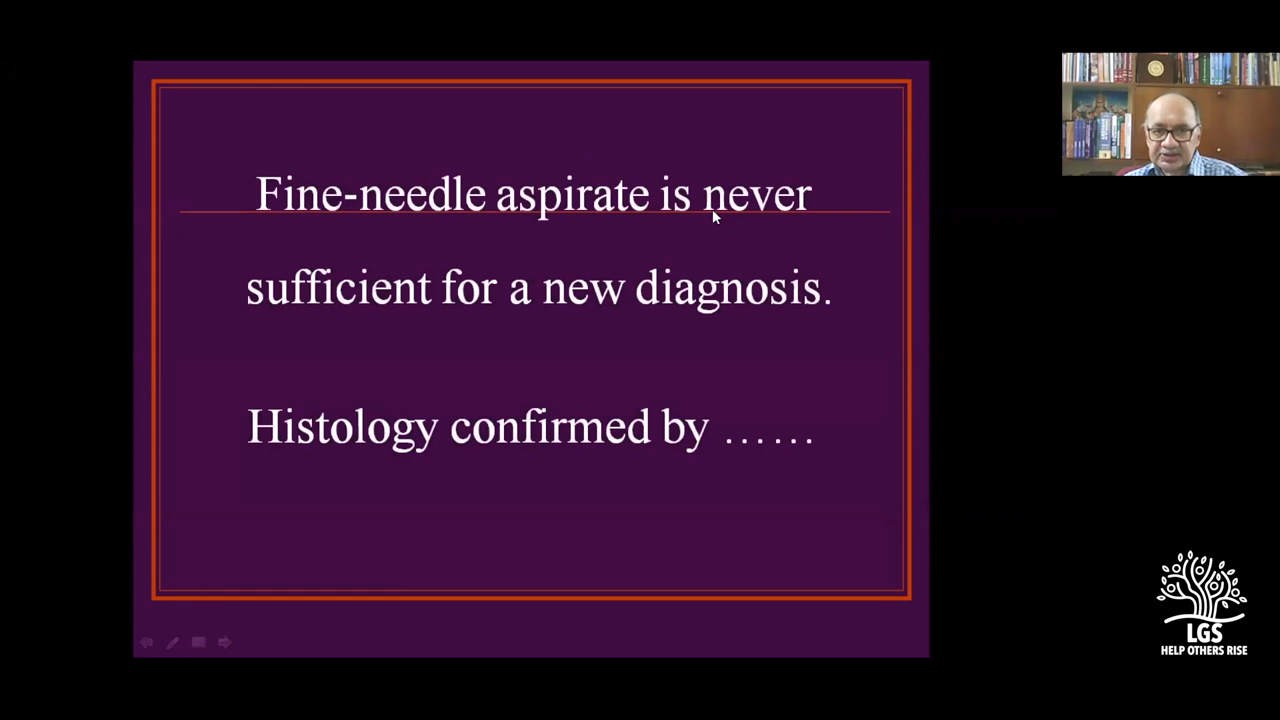 Fine-needle aspirate is never
sufficient for a new diagnosis.
Histology confirmed by ……
LGS
HELP OTHERS RISE